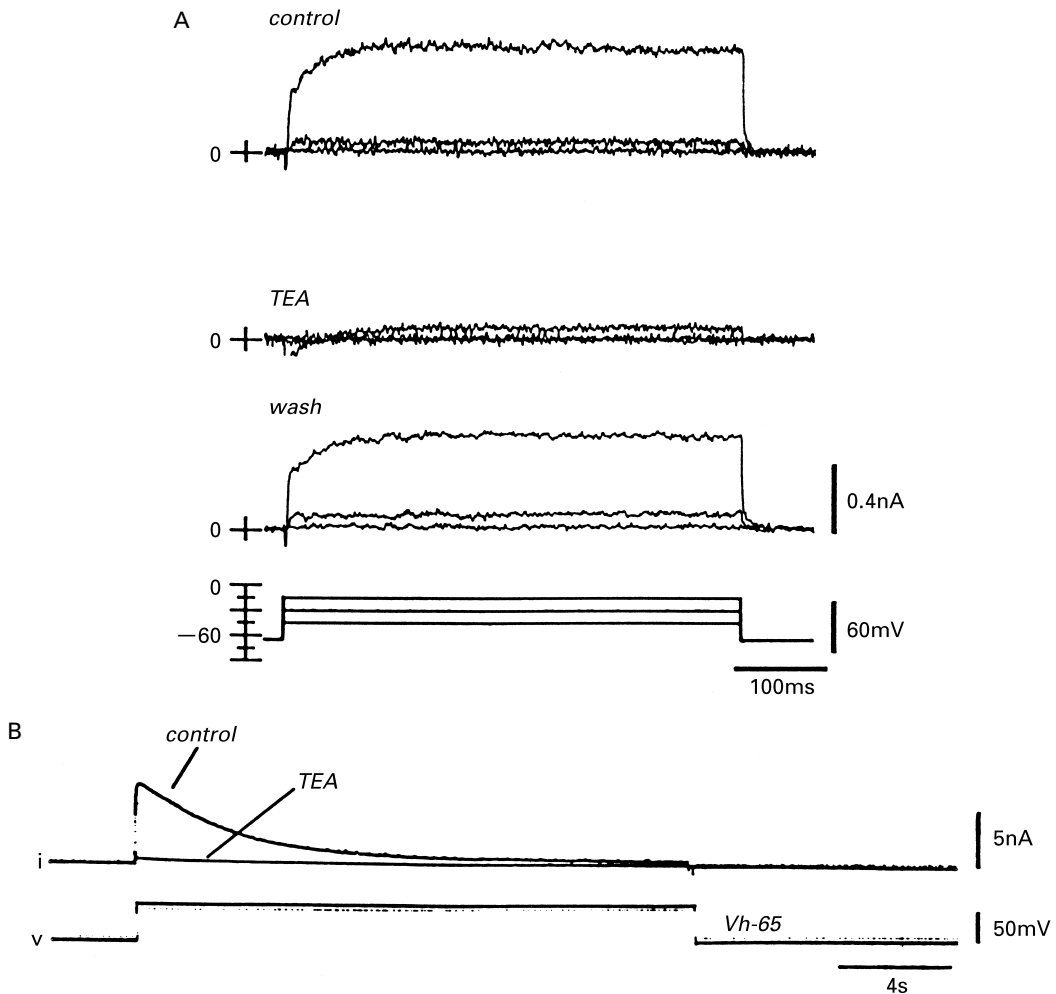 A
control
0
TEA
0
wash
0
0.4nA
0
—60
60mV
100ms
B
control
TEA
i
5nA
v
Vh-65
50mV
4s